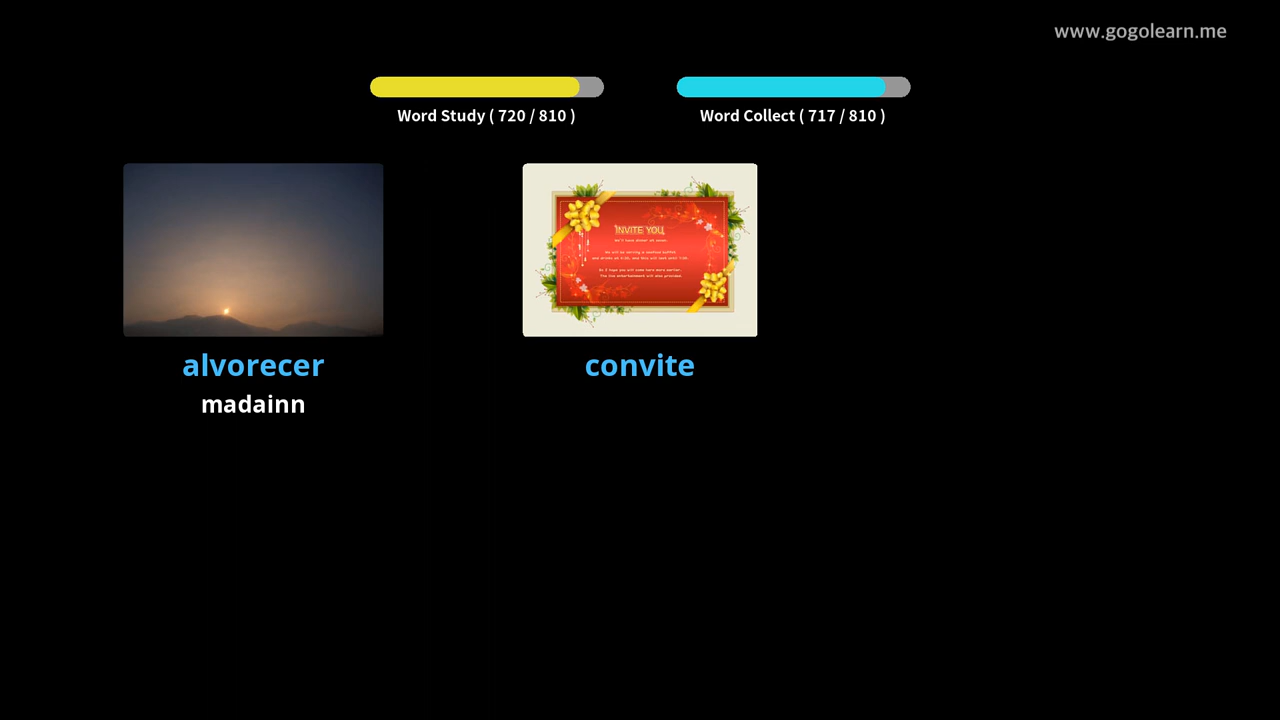 www.gogolearn.me
Word Study ( 720 / 810 )
Word Collect ( 717 / 810 )
INVITE YOU
alvorecer
convite
madainn